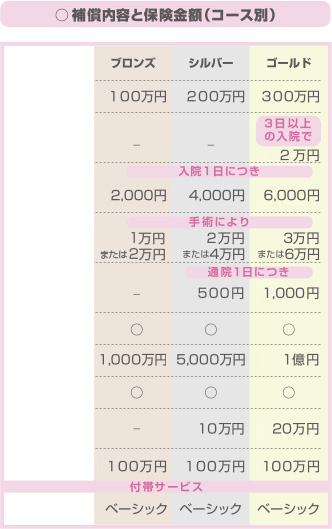 ○ 補償内容と保険金額（コース別）
ブロンズ シルバー ゴールド
100万円 200万円 300万円
3日以上
の入院で
– – 2万円
入院1日につき
2,000円 4,000円 6,000円
手術により
1万円 2万円 3万円
または2万円 または4万円 または6万円
通院1日につき
– 500円 1,000円
○ ○ ○
1,000万円 5,000万円 1億円
○ ○ ○
– 10万円 20万円
100万円 100万円 100万円
付帯サービス
ベーシック ベーシック ベーシック